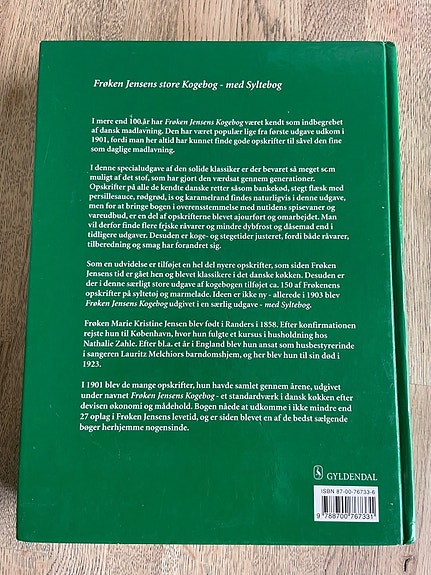 Frøken Jensens store Kogebog - med Syltebog
I mere end 100.år har Frøken Jensens Kogebog været kendt som indbegrebet
af dansk madlavning. Den har været populær lige fra første udgave udkom i
1901, fordi man her altid har kunnet finde gode opskrifter til såvel den fine
som daglige madlavning.
I denne specialudgave af den solide klassiker er der bevaret så meget som
muligt af det stof, som har gjort den værdsat gennem generationer.
Opskrifter på alle de kendte danske retter såsom bankekød, stegt flæsk med
persillesauce, rødgrød, is og karamelrand findes naturligvis i denne udgave,
men for at bringe bogen i overensstemmelse med nutidens spisevaner og
vareudbud, er en del af opskrifterne blevet ajourført og omarbejdet. Man
vil derfor finde flere friske råvarer og mindre dybfrost og dåsemad end i
tidligere udgaver. Desuden er koge- og stegetider justeret, fordi både råvarer,
tilberedning og smag har forandret sig.
Som en udvidelse er tilføjet en hel del nyere opskrifter, som siden Frøken
Jensens tid er gået hen og blevet klassikere i det danske køkken. Desuden er
der i denne særligt store udgave af kogebogen tilføjet ca. 150 af Frøkenens
opskrifter på syltetøj og marmelade. Ideen er ikke ny - allerede i 1903 blev
Frøken Jensens Kogebog udgivet i en særlig udgave - med Syltebog.
Frøken Marie Kristine Jensen blev født i Randers i 1858. Efter konfirmationen
rejste hun til København, hvor hun fulgte et kursus i husholdning hos
Nathalie Zahle. Efter bl.a. et år i England blev hun ansat som husbestyrerinde
i sangeren Lauritz Melchiors barndomshjem, og her blev hun til sin død i
1923.
I 1901 blev de mange opskrifter, hun havde samlet gennem årene, udgivet
under navnet Frøken Jensens Kogebog - et standardværk i dansk køkken efter
devisen økonomi og mådehold. Bogen nåede at udkomme i ikke mindre end
27 oplag i Frøken Jensens levetid, og er siden blevet en af de bedst sælgende
bøger herhjemme nogensinde.
GYLDENDAL
ISBN 87-00-76733-6
9 788700 767331